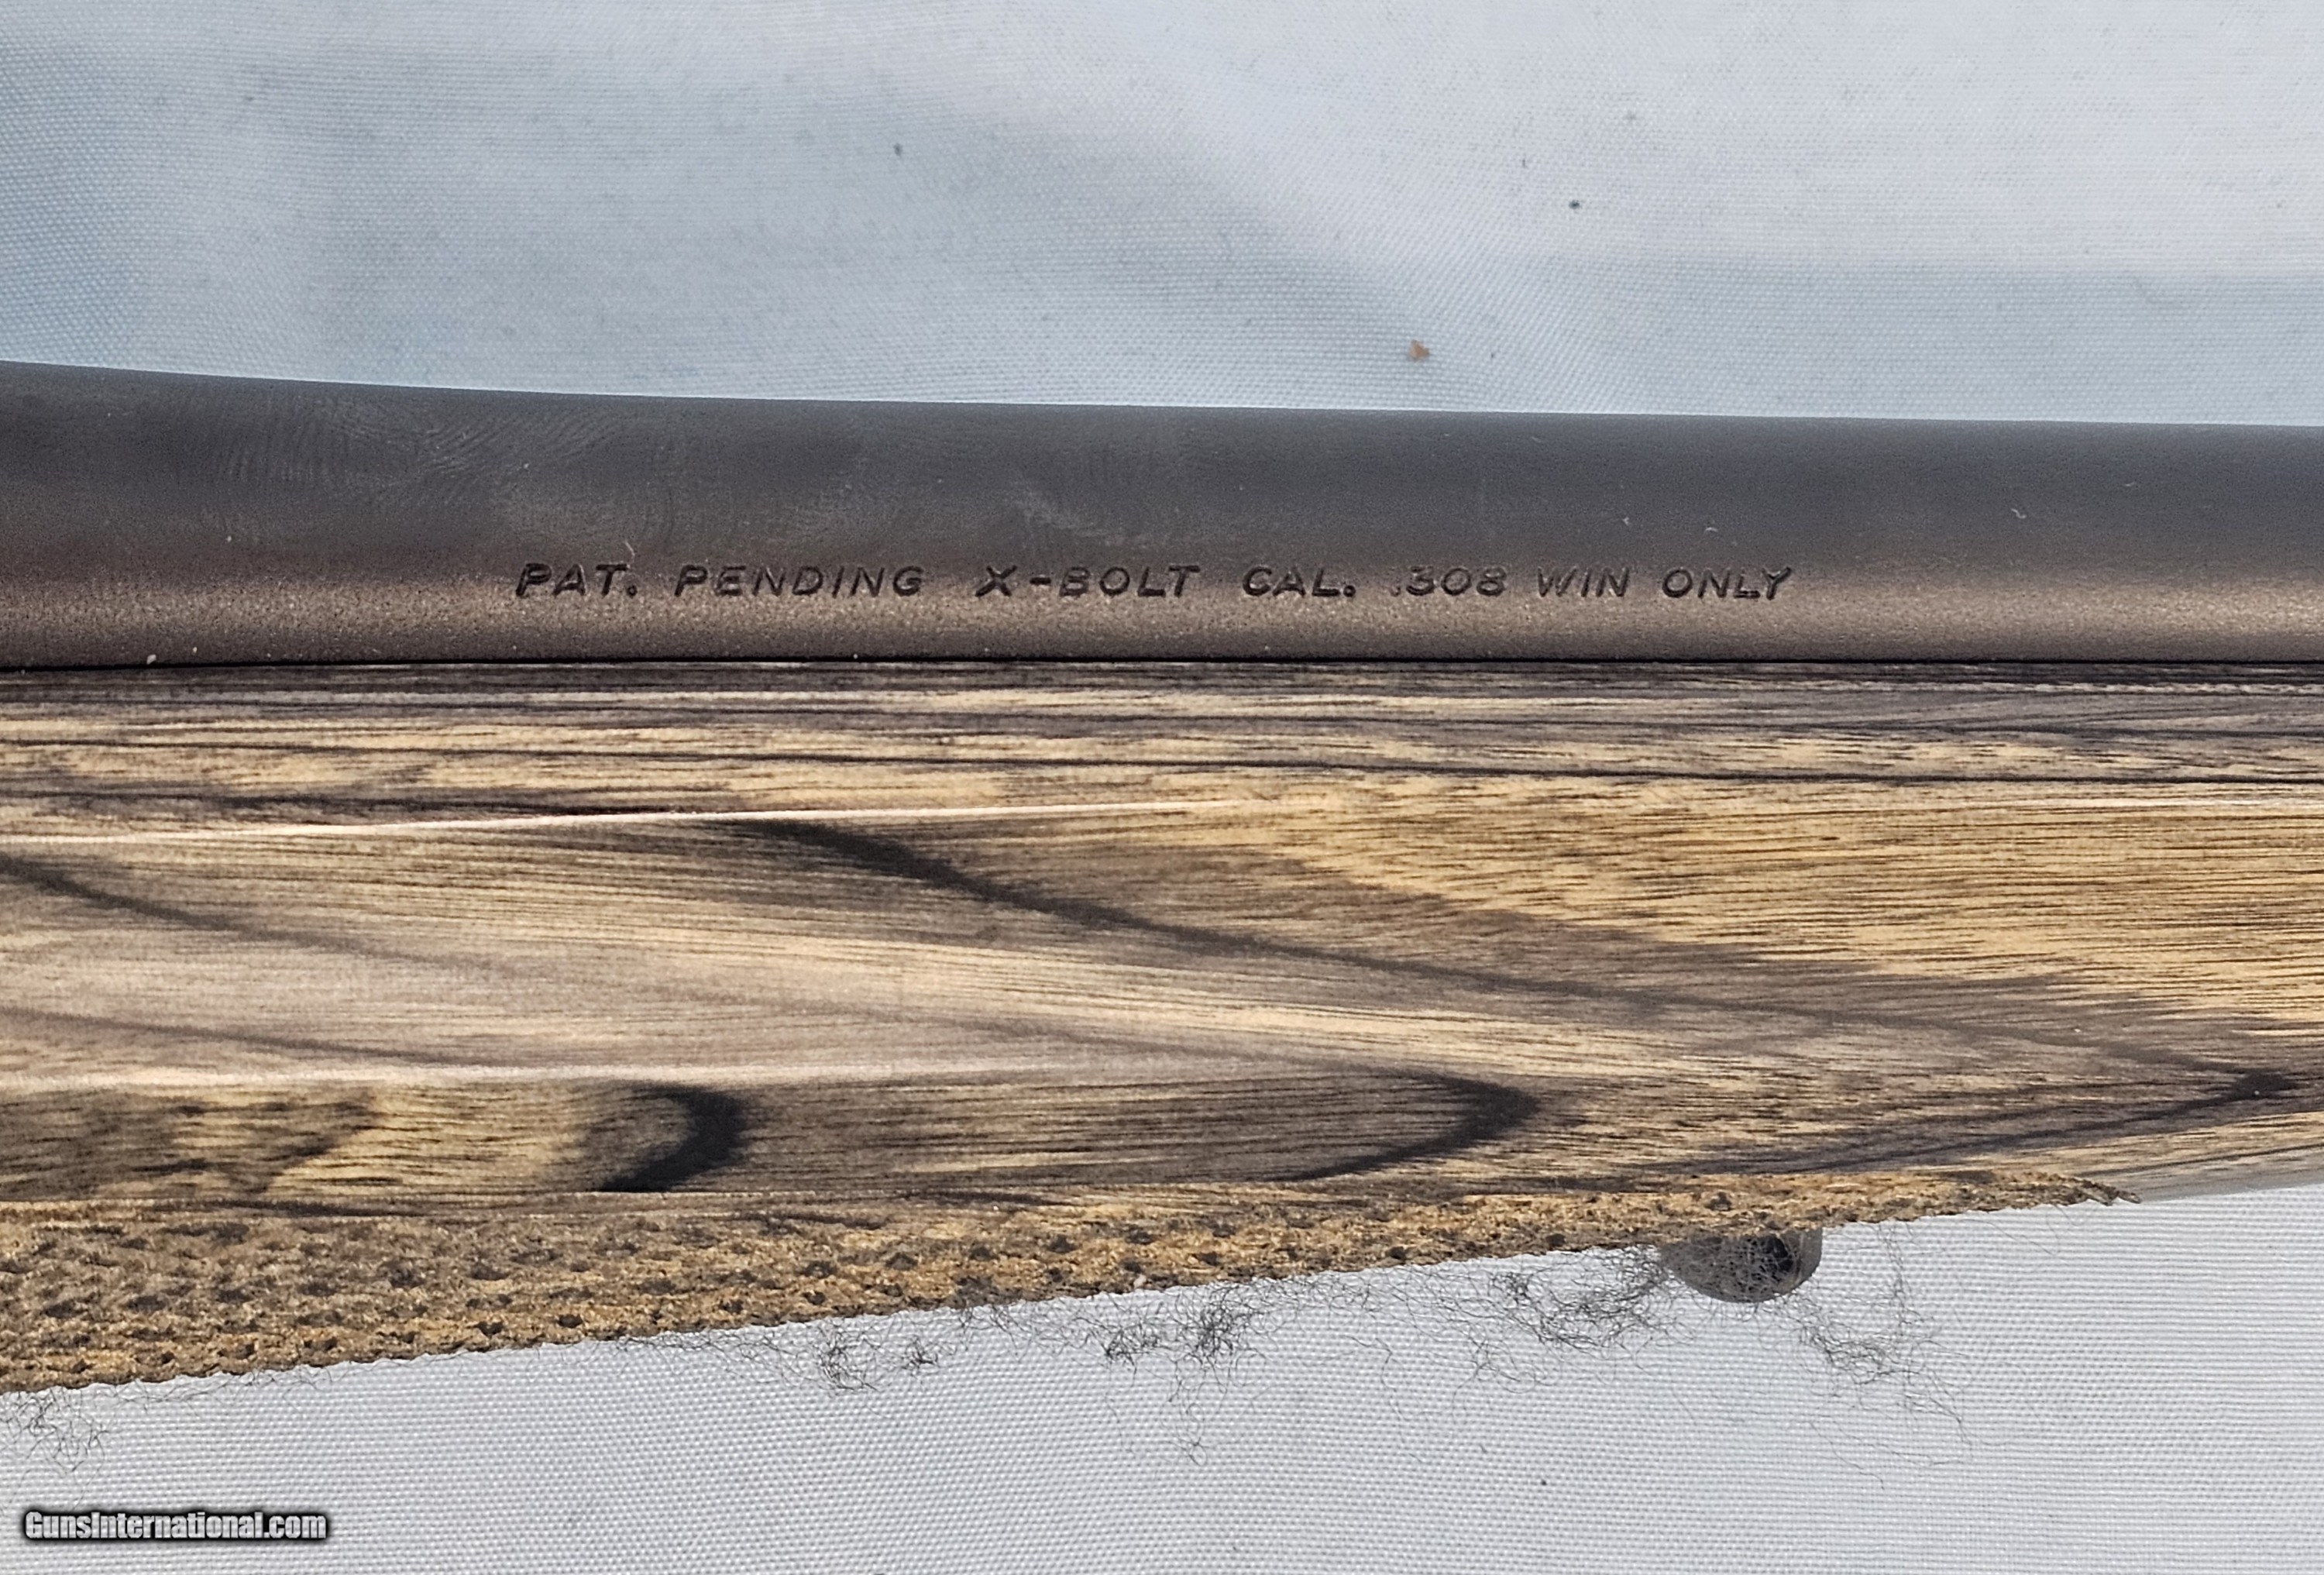 PAT. PENDING X-BOLT CAL. .308 WIN ONLY
GunsInternational.com